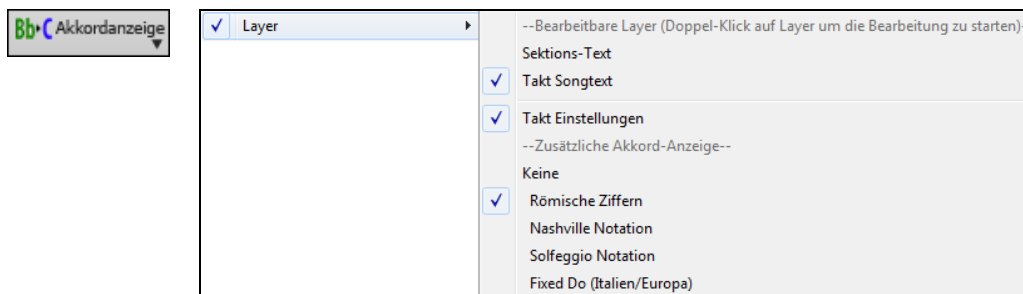 Bb›C Akkordanzeige
Layer
--Bearbeitbare Layer (Doppel-Klick auf Layer um die Bearbeitung zu starten)-
Sektions-Text
Takt Songtext
Takt Einstellungen
--Zusätzliche Akkord-Anzeige--
Keine
Römische Ziffern
Nashville Notation
Solfeggio Notation
Fixed Do (Italien/Europa)